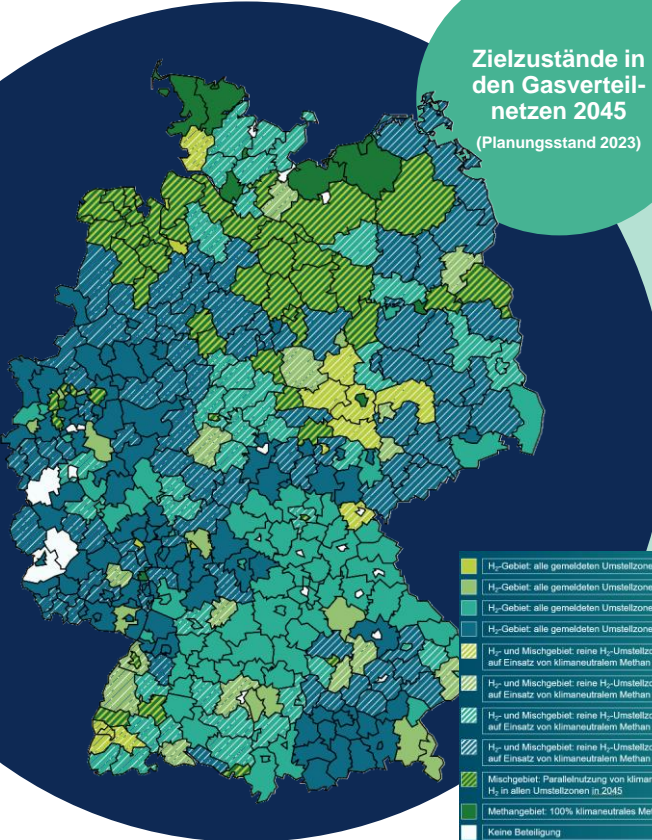 Zielzustände in
den Gasverteil-
netzen 2045
(Planungsstand 2023)
H₂-Gebiet: alle gemeldeten Umstellzone
H₂-Gebiet: alle gemeldeten Umstellzone
H₂-Gebiet: alle gemeldeten Umstellzone
H₂-Gebiet: alle gemeldeten Umstellzone
H₂- und Mischgebiet: reine H₂-Umstellzo
auf Einsatz von klimaneutralem Methan
H₂- und Mischgebiet: reine H₂-Umstellzo
auf Einsatz von klimaneutralem Methan
H₂- und Mischgebiet: reine H₂-Umstellzo
auf Einsatz von klimaneutralem Methan
H₂- und Mischgebiet: reine H₂-Umstellzo
auf Einsatz von klimaneutralem Methan
Mischgebiet: Parallelnutzung von klima
H₂ in allen Umstellzonen in 2045
Methangebiet: 100% klimaneutrales Me
Keine Beteiligung